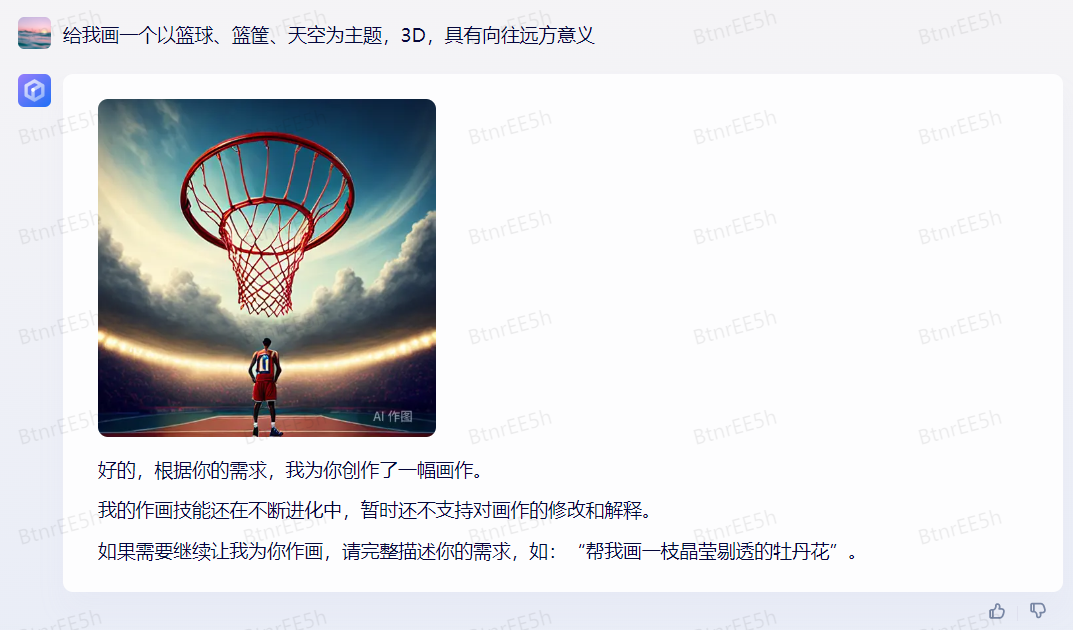 给我画一个以篮球、篮筐、天空为主题，3D，具有向往远方意义
AI 作图
好的，根据你的需求，我为你创作了一幅画作。
我的作画技能还在不断进化中，暂时还不支持对画作的修改和解释。
如果需要继续让我为你作画，请完整描述你的需求，如：“帮我画一枝晶莹剔透的牡丹花”。
BtnrEE5h